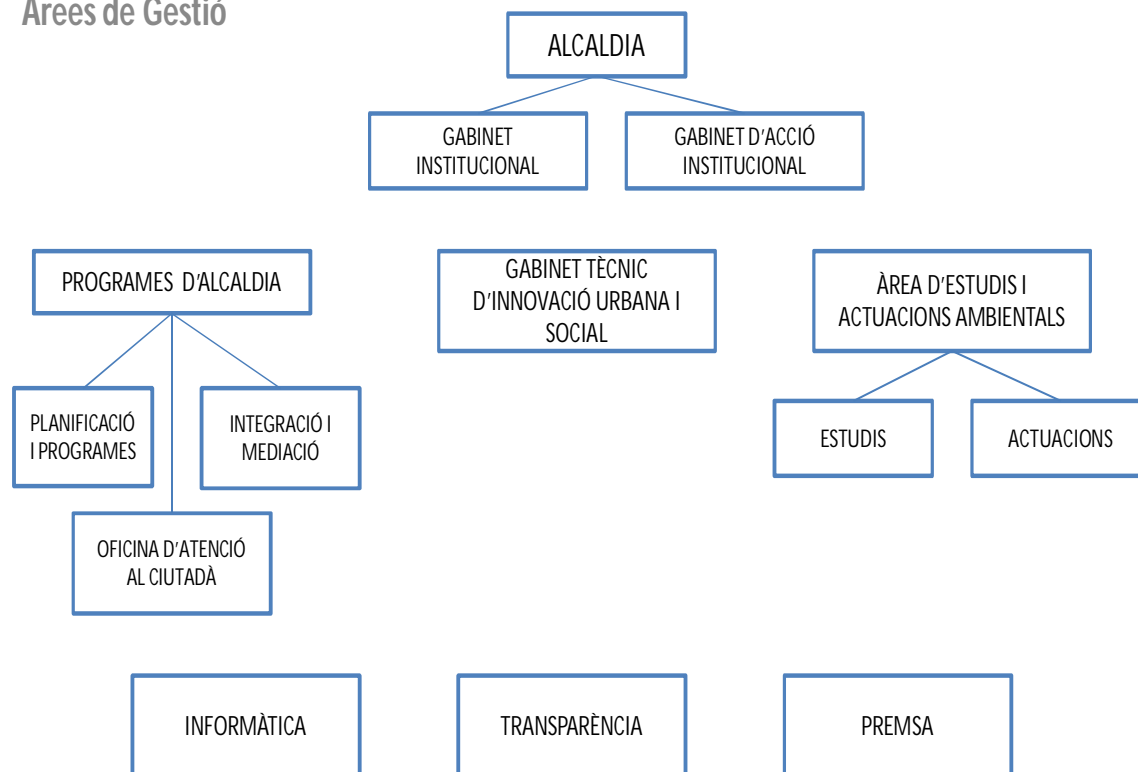 Àrees de Gestió
ALCALDIA
GABINET
INSTITUCIONAL
GABINET D'ACCIÓ
INSTITUCIONAL
PROGRAMES D'ALCALDIA
GABINET TÈCNIC
D'INNOVACIÓ URBANA I
SOCIAL
ÀREA D'ESTUDIS I
ACTUACIONS AMBIENTALS
PLANIFICACIÓ
I PROGRAMES
INTEGRACIÓ I
MEDIACIÓ
ESTUDIS
ACTUACIONS
OFICINA D'ATENCIÓ
AL CIUTADÀ
INFORMÀTICA
TRANSPARÈNCIA
PREMSA